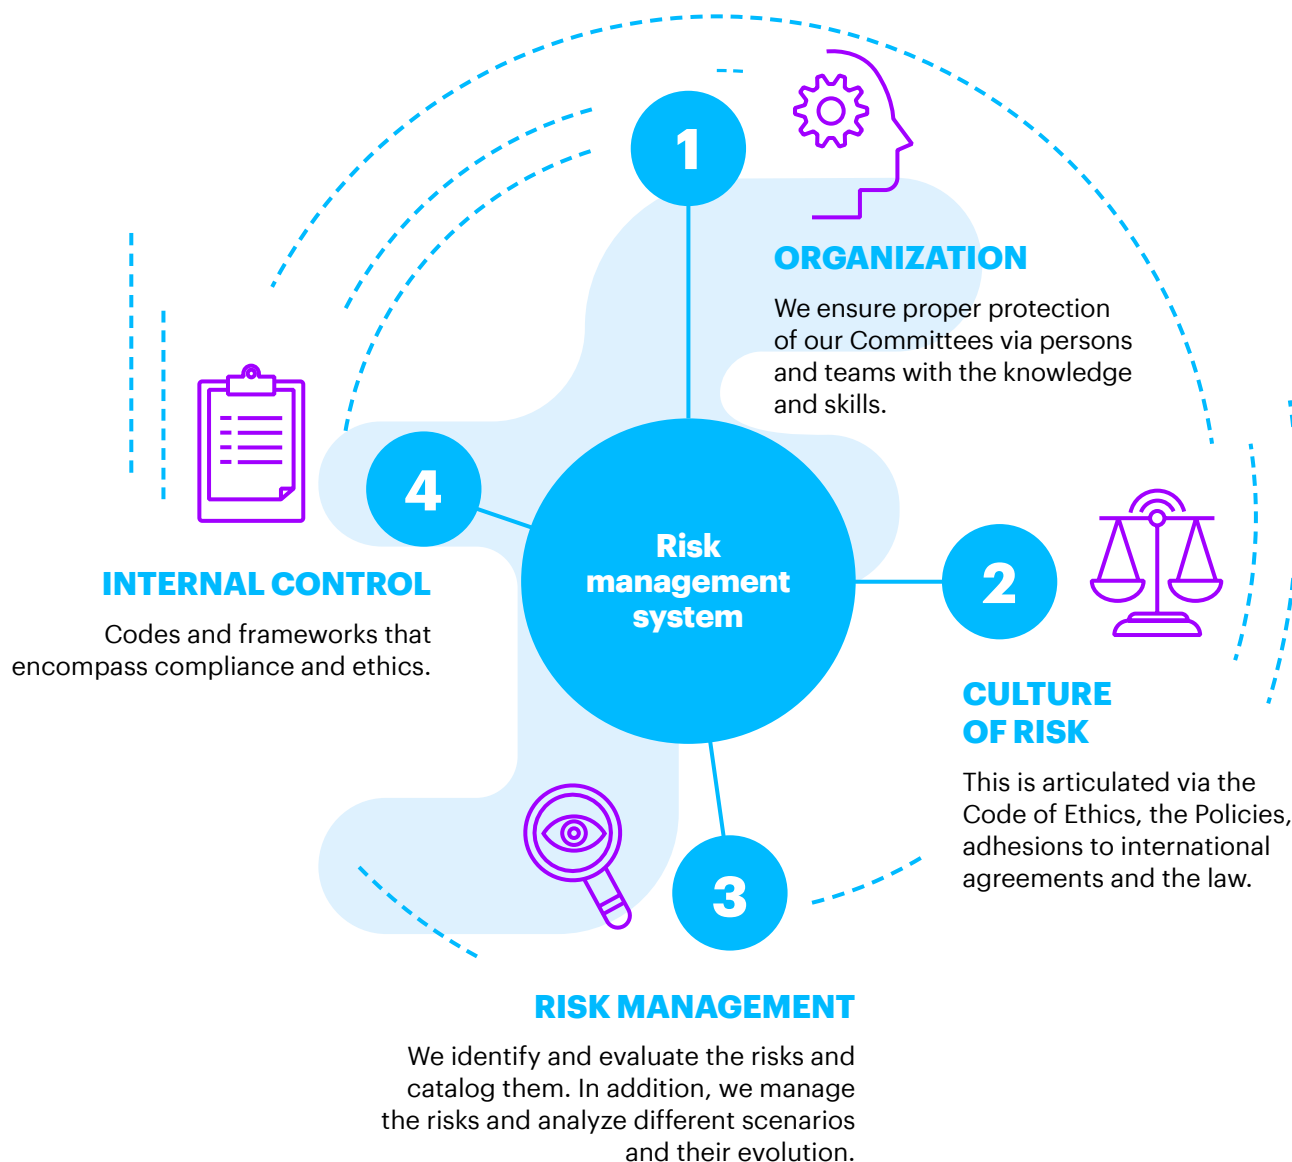 1
ORGANIZATION
We ensure proper protection
of our Committees via persons
and teams with the knowledge
and skills.
Risk
management
system
2
CULTURE
OF RISK
This is articulated via the
Code of Ethics, the Policies,
adhesions to international
agreements and the law.
3
RISK MANAGEMENT
We identify and evaluate the risks and
catalog them. In addition, we manage
the risks and analyze different scenarios
and their evolution.
4
INTERNAL CONTROL
Codes and frameworks that
encompass compliance and ethics.